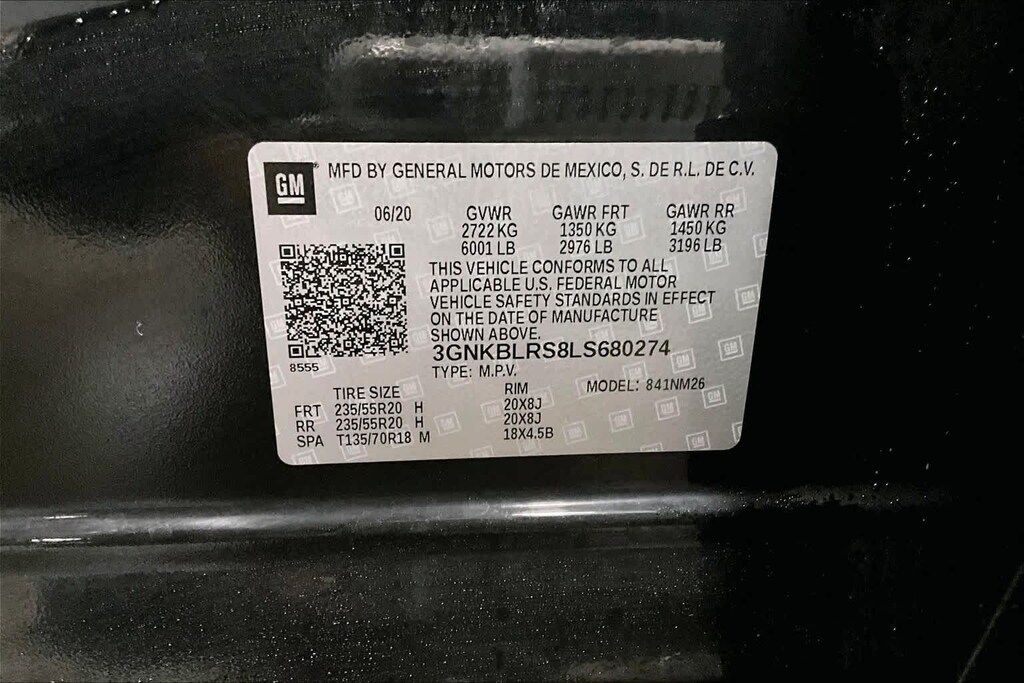 GM ® MFD BY GENERAL MOTORS DE MEXICO, S. DE R.L. DE C.V.
06/20 GVWR GAWR FRT GAWR RR
2722 KG 1350 KG 1450 KG
6001 LB 2976 LB 3196 LB
THIS VEHICLE CONFORMS TO ALL
APPLICABLE U.S. FEDERAL MOTOR
VEHICLE SAFETY STANDARDS IN EFFECT
ON THE DATE OF MANUFACTURE
SHOWN ABOVE.
3GNKBLRS8LS680274
8555 TYPE: M.P.V.
TIRE SIZE RIM MODEL: 841NM26
FRT 235/55R20 H 20X8J
RR 235/55R20 H 20X8J
SPA T135/70R18 M 18X4.5B